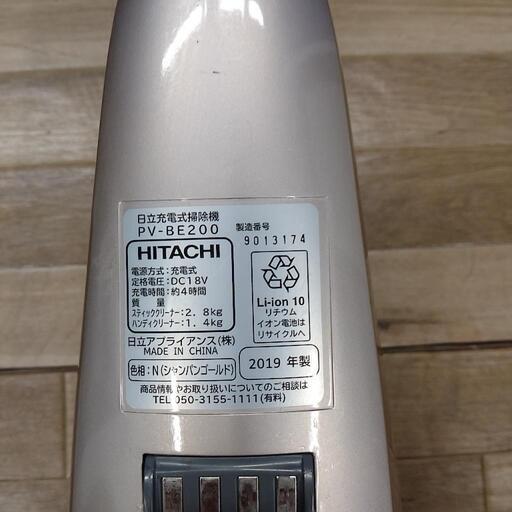 日立充電式掃除機
PV-BE200
製造番号
9013174
HITACHI
電源方式:充電式
定格電圧:DC18V
充電時間:約4時間
質 量
スティッククリーナー:2.8kg
ハンディクリーナー:1.4kg
Li-ion 10
リチウム
イオン電池は
リサイクルへ
日立アプライアンス(株)
MADE IN CHINA
2019 年製
色相:N(シャンパンゴールド)
商品情報やお取り扱いについてのご相談は
TEL050-3155-1111(有料)